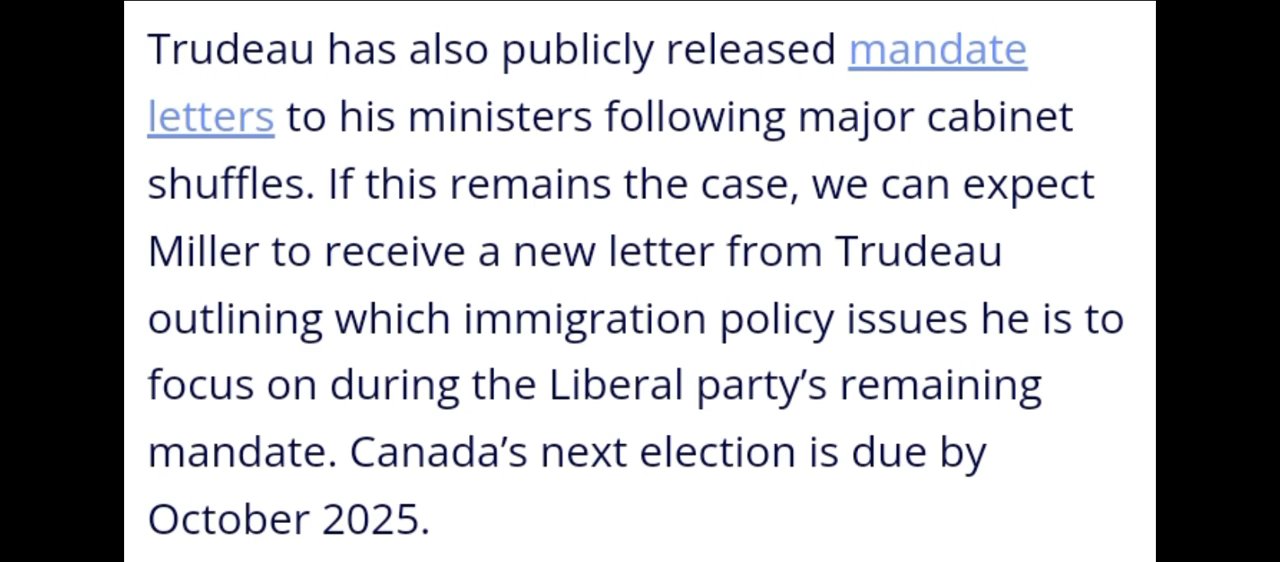 Trudeau has also publicly released mandate
letters to his ministers following major cabinet
shuffles. If this remains the case, we can expect
Miller to receive a new letter from Trudeau
outlining which immigration policy issues he is to
focus on during the Liberal party’s remaining
mandate. Canada’s next election is due by
October 2025.